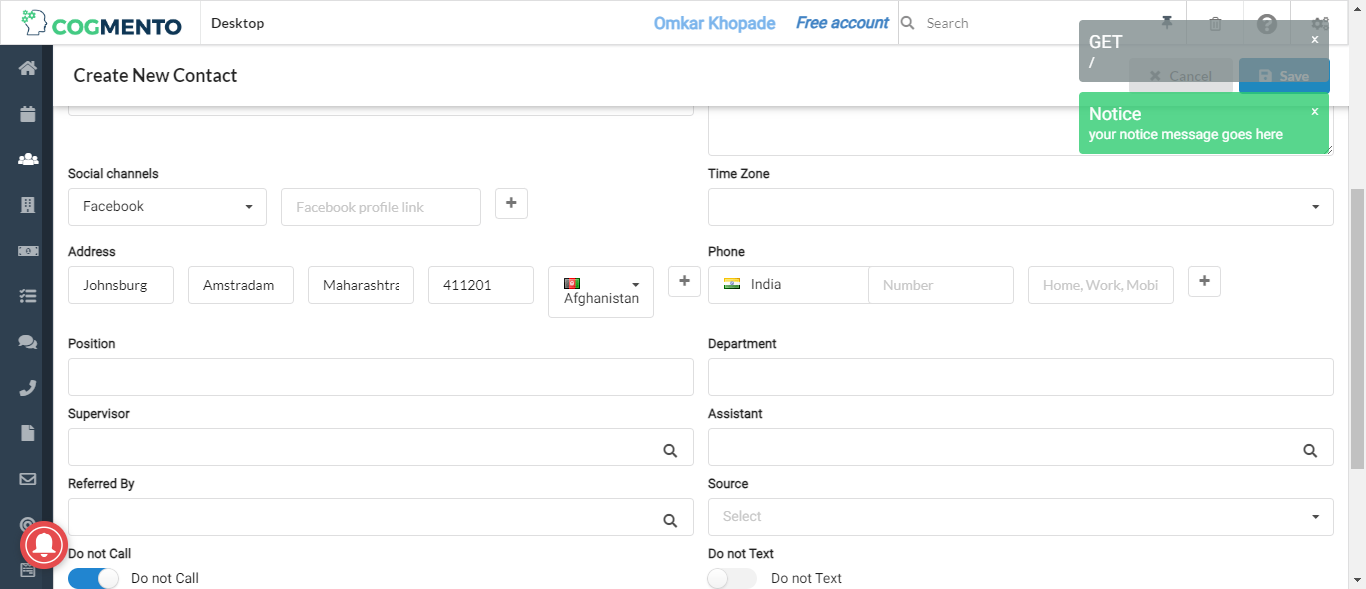 COGMENTO
Desktop
Omkar Khopade
Free account
Search
GET
/
x
Create New Contact
Cancel
Save
Notice
your notice message goes here
x
Social channels
Time Zone
Facebook
Facebook profile link
Address
Phone
Johnsburg
Amstradam
Maharashtra
411201
Afghanistan
India
Number
Home, Work, Mobi
Position
Department
Supervisor
Assistant
Referred By
Source
Select
Do not Call
Do not Text
Do not Call
Do not Text